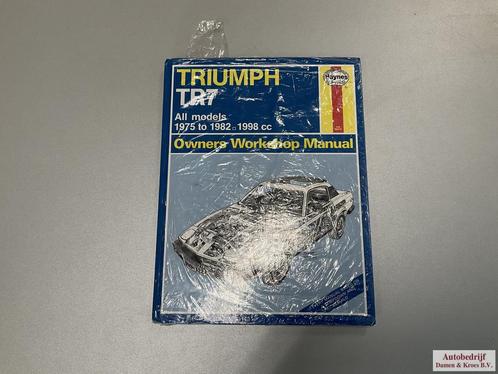 TRIUMPH
TR7
All models
1975 to 1982 □ 1998 cc
Owners Workshop Manual
Haynes
Autobedrijf
Damen & Kroes B.V.